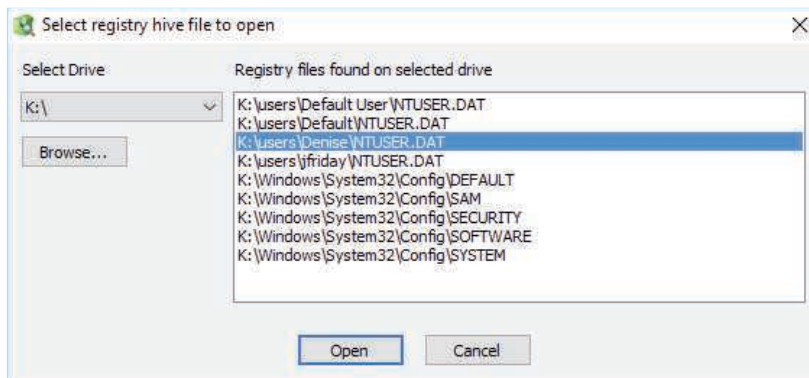 Select registry hive file to open
Select Drive
Registry files found on selected drive
K:\
Browse...
K:\users\Default User\NTUSER.DAT
K:\users\Default\NTUSER.DAT
K:\users\Denise\NTUSER.DAT
K:\users\jfriday\NTUSER.DAT
K:\Windows\System32\Config\DEFAULT
K:\Windows\System32\Config\SAM
K:\Windows\System32\Config\SECURITY
K:\Windows\System32\Config\SOFTWARE
K:\Windows\System32\Config\SYSTEM
Open
Cancel